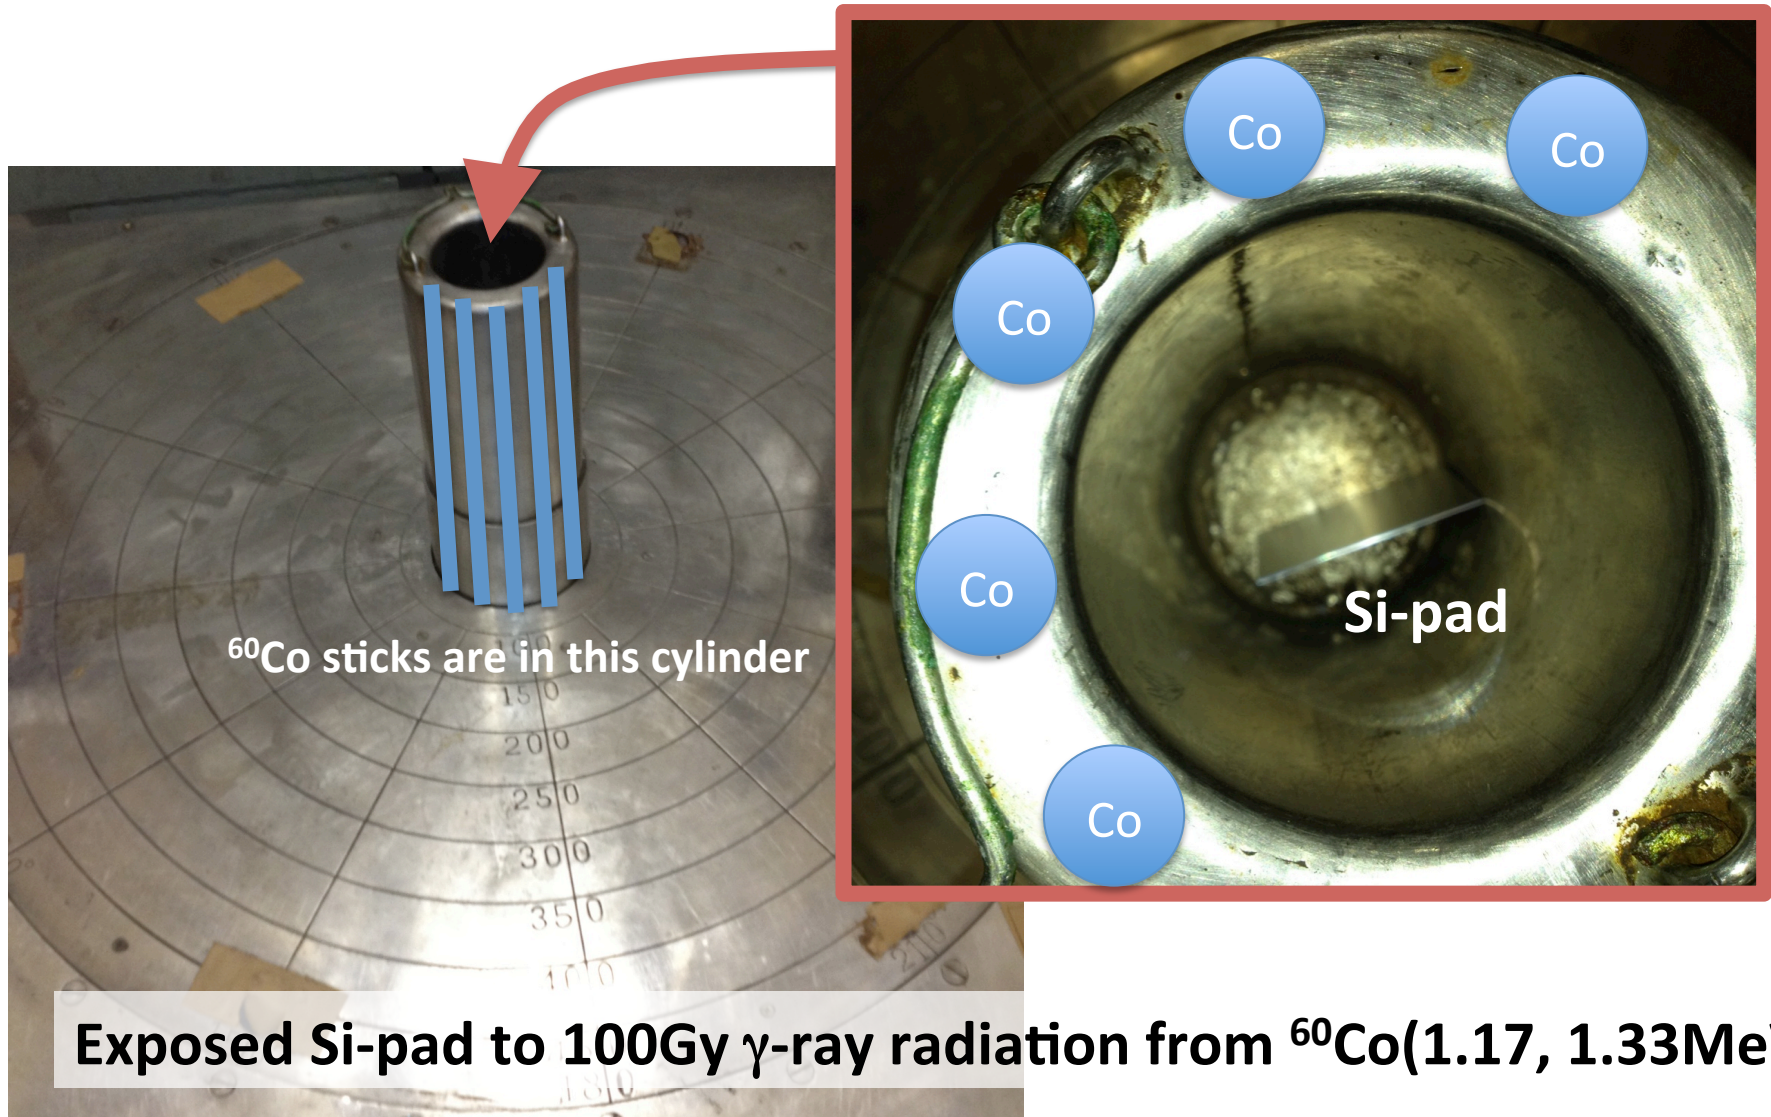 Co
Co
Co
Co
Co
Si-pad
⁶⁰Co sticks are in this cylinder
150
200
250
300
350
Exposed Si-pad to 100Gy γ-ray radiation from ⁶⁰Co(1.17, 1.33MeV